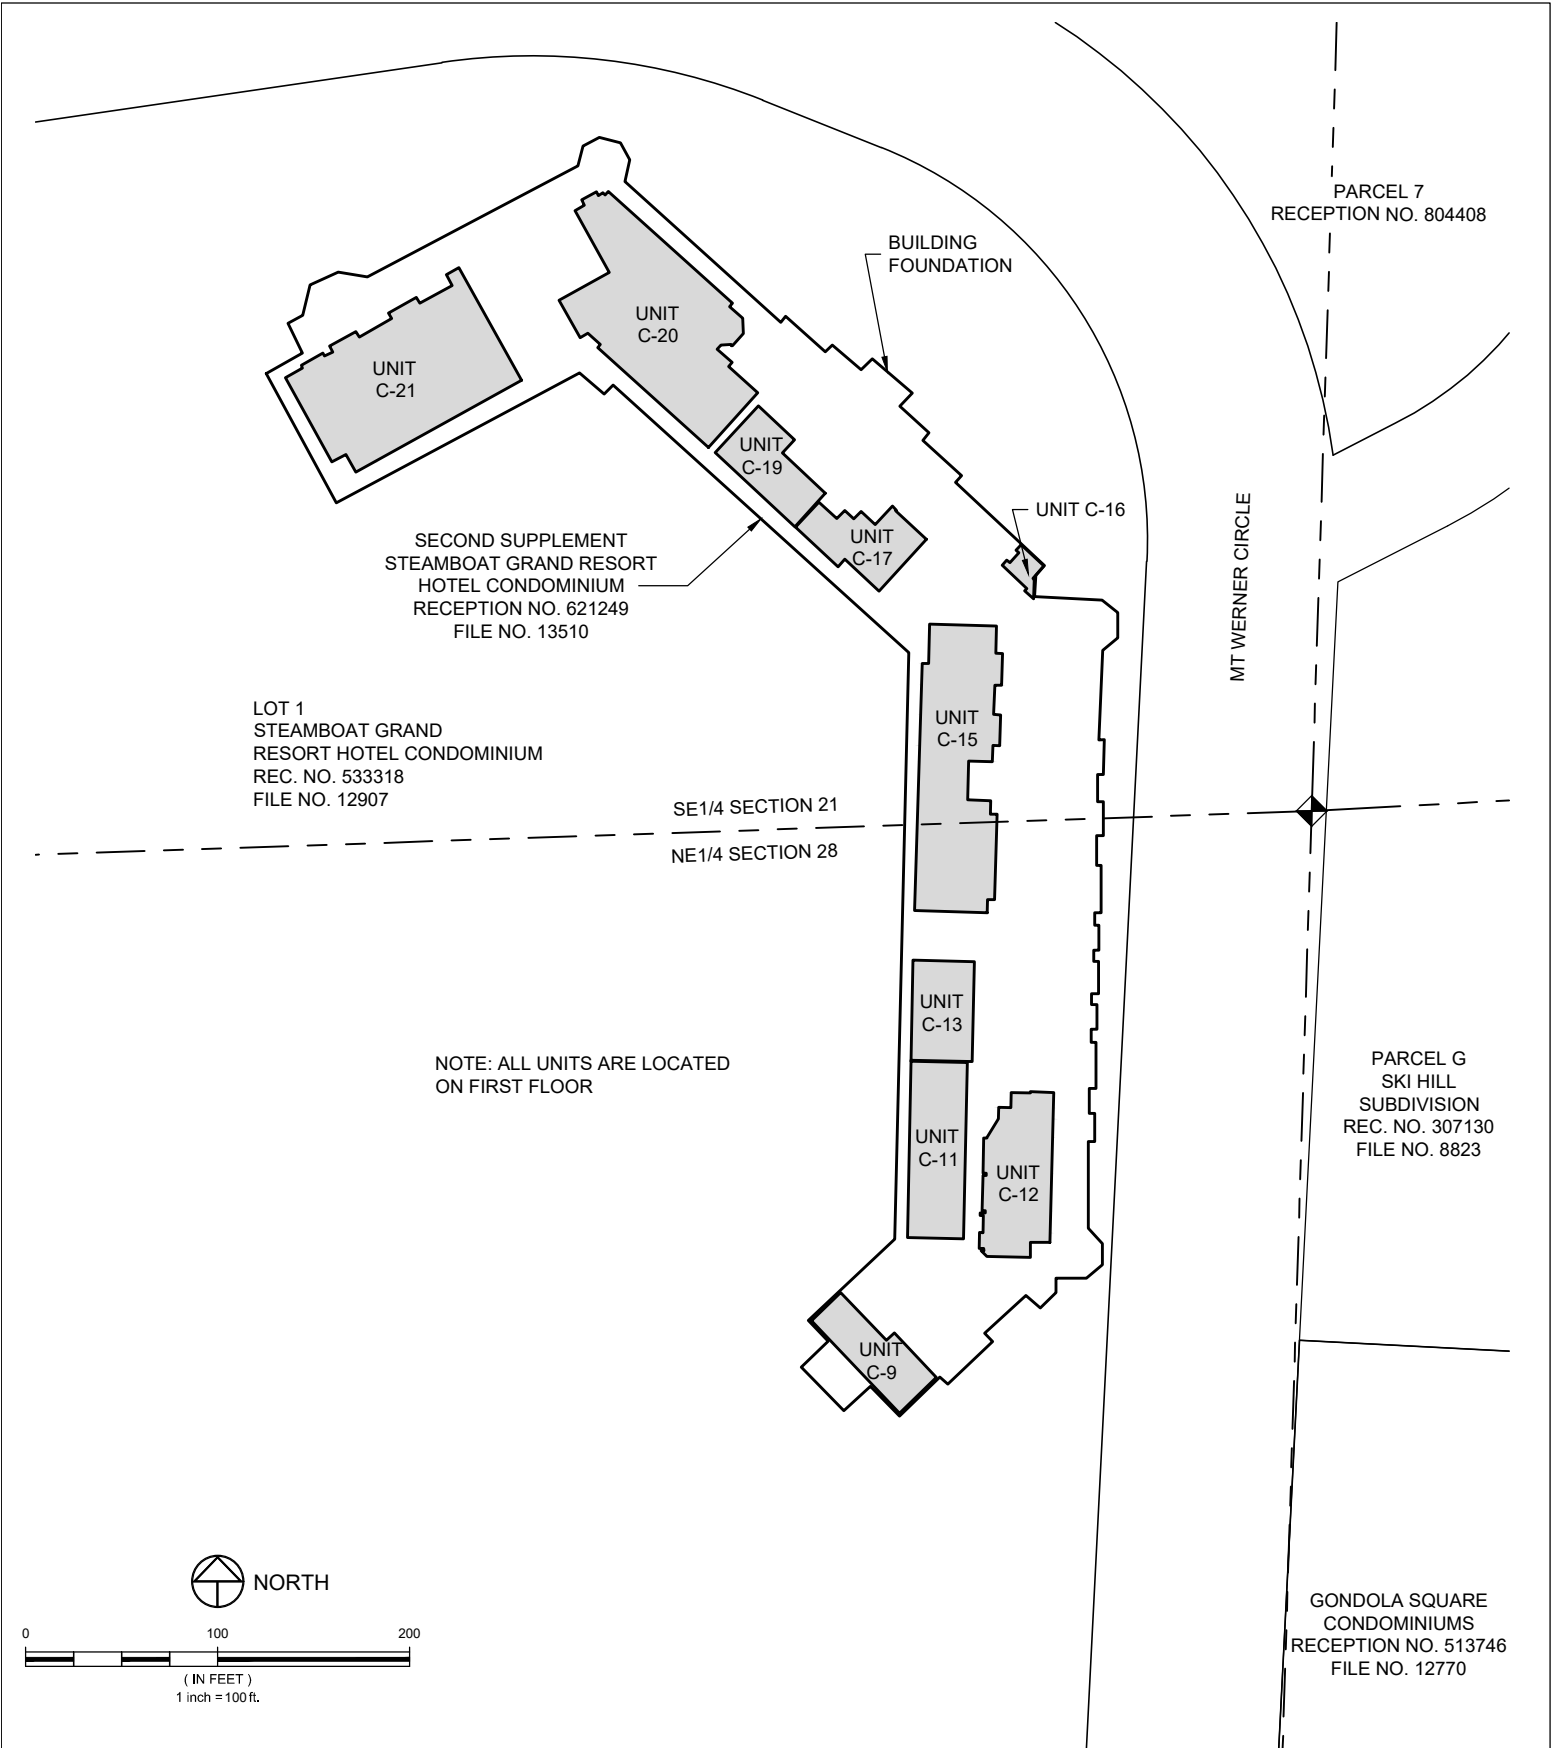 PARCEL 7
RECEPTION NO. 804408
BUILDING
FOUNDATION
UNIT
C-20
UNIT
C-21
UNIT
C-19
UNIT C-16
UNIT
C-17
MT WERNER CIRCLE
SECOND SUPPLEMENT
STEAMBOAT GRAND RESORT
HOTEL CONDOMINIUM
RECEPTION NO. 621249
FILE NO. 13510
LOT 1
STEAMBOAT GRAND
RESORT HOTEL CONDOMINIUM
REC. NO. 533318
FILE NO. 12907
UNIT
C-15
SE1/4 SECTION 21
NE1/4 SECTION 28
UNIT
C-13
NOTE: ALL UNITS ARE LOCATED
ON FIRST FLOOR
PARCEL G
SKI HILL
SUBDIVISION
REC. NO. 307130
FILE NO. 8823
UNIT
C-11
UNIT
C-12
UNIT
C-9
NORTH
0 100 200
( IN FEET )
1 inch = 100 ft.
GONDOLA SQUARE
CONDOMINIUMS
RECEPTION NO. 513746
FILE NO. 12770